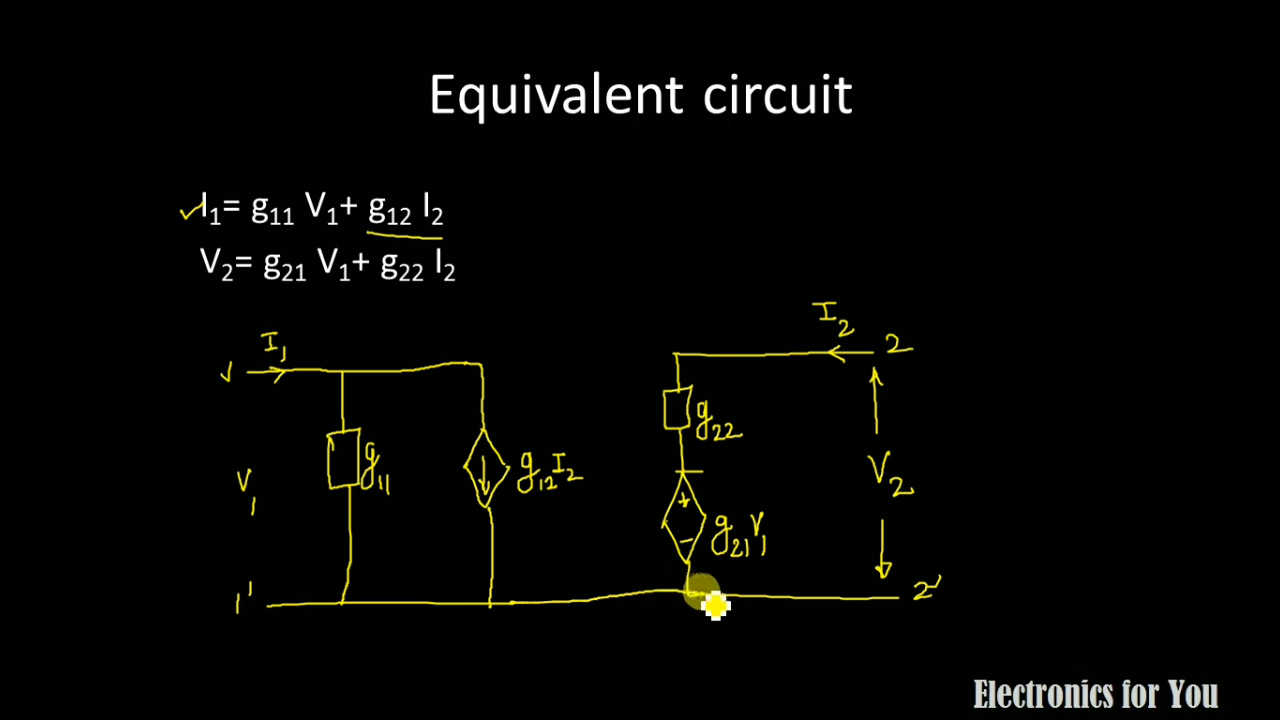 Equivalent circuit
I₁= g₁₁ V₁+ g₁₂ I₂
V₂= g₂₁ V₁+ g₂₂ I₂
I₁
I₂
2
g₂₂
g₁₁
g₁₂I₂
V₁
V₂
+
−
g₂₁V₁
1'
2'
Electronics for You